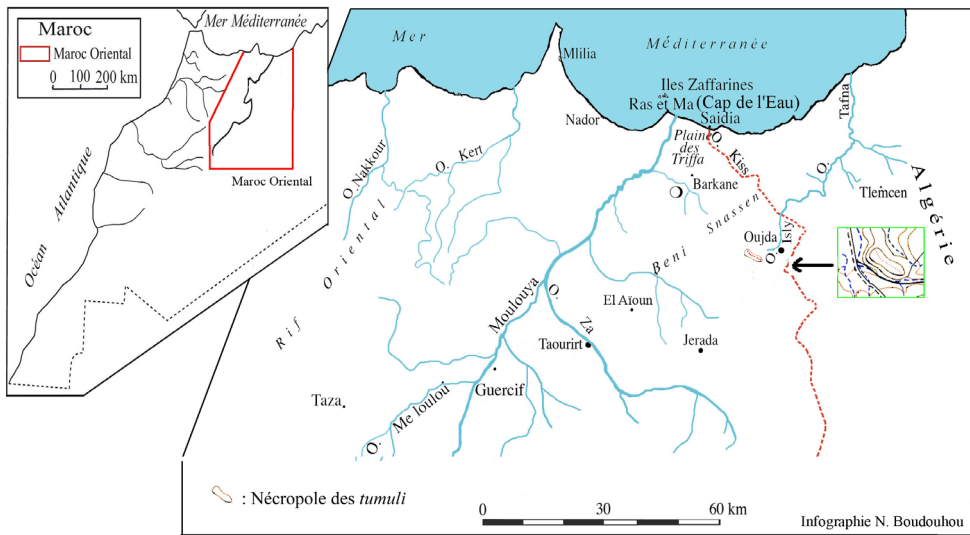 Mer Méditerranée
Maroc
Maroc Oriental
0 100 200 km
Maroc Oriental
Océan Atlantique
Mer Méditerranée
Mlilia
Iles Zaffarines
Ras et Ma (Cap de l'Eau)
Saidia
Nador
Plaine
des
Triffa
Barkane
O. Kiss
O. Tafna
Tlemcen
Algérie
O. Nakkour
O. Kert
O
Beni Snassen
Oujda
O. Isly
Rif Oriental
O. Moulouya
O. Za
El Aïoun
Taourirt
Jerada
Guercif
Taza
O. Me loulou
: Nécropole des tumuli
0 30 60 km
Infographie N. Boudouhou